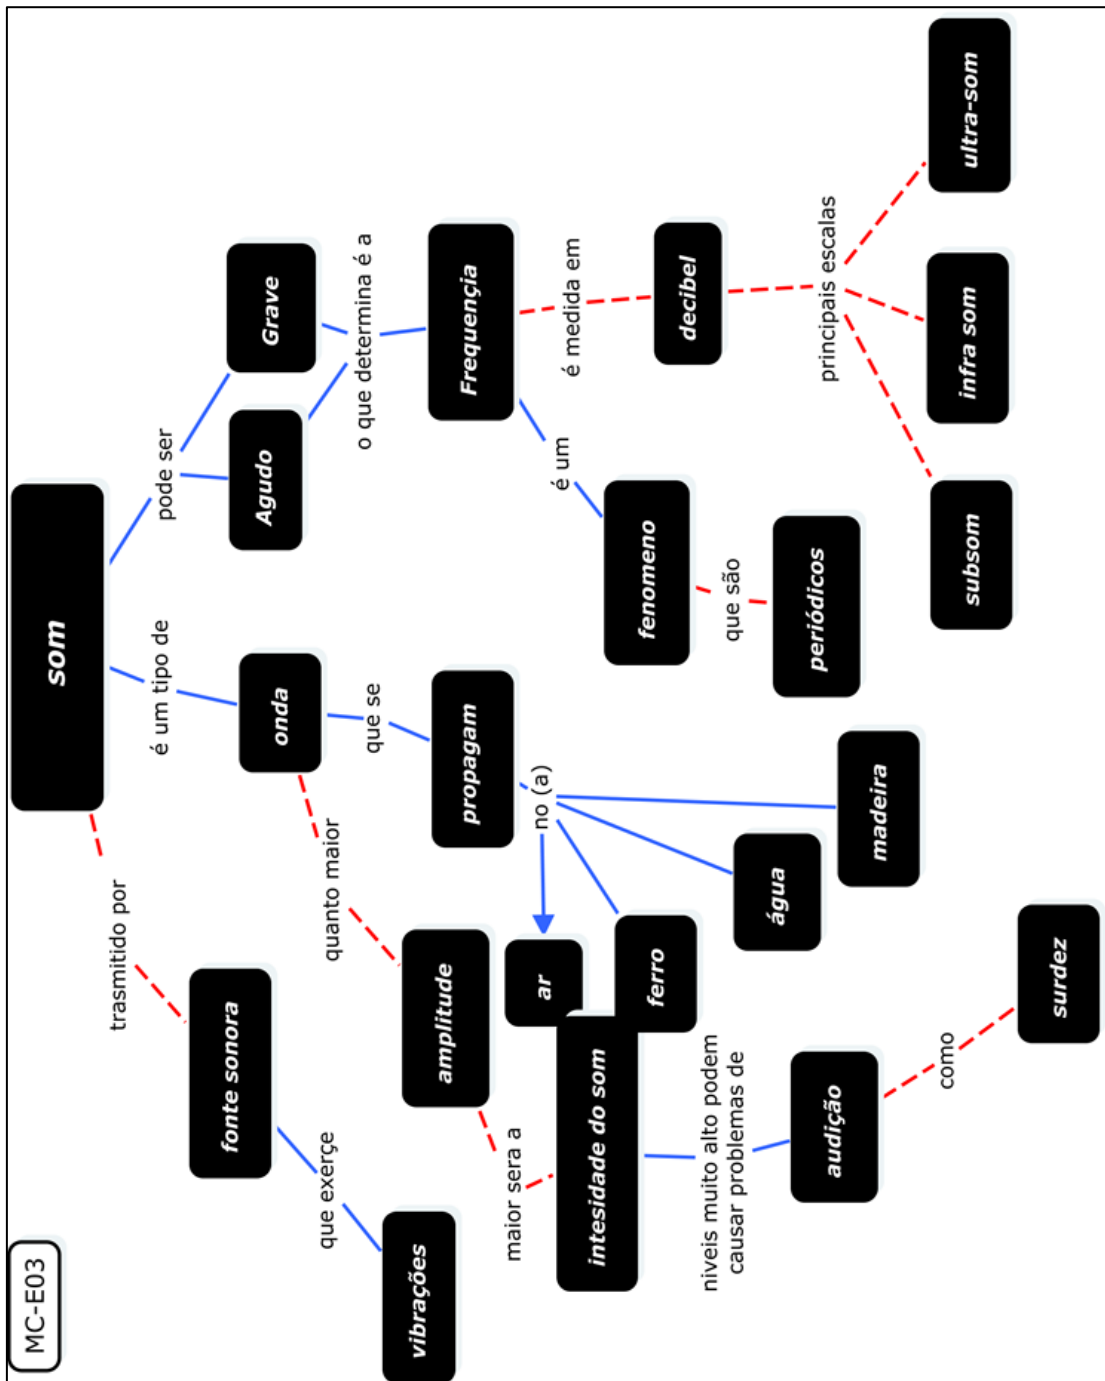 MC-E03
som
trasmitido por
é um tipo de
pode ser
fonte sonora
onda
Agudo
Grave
que exerçe
quanto maior
que se
o que determina é a
vibrações
amplitude
propagam
Frequençia
maior sera a
no (a)
é um
é medida em
intesidade do som
ar
ferro
água
madeira
fenomeno
decibel
niveis muito alto podem
causar problemas de
que são
principais escalas
audição
periódicos
como
surdez
subsom
infra som
ultra-som